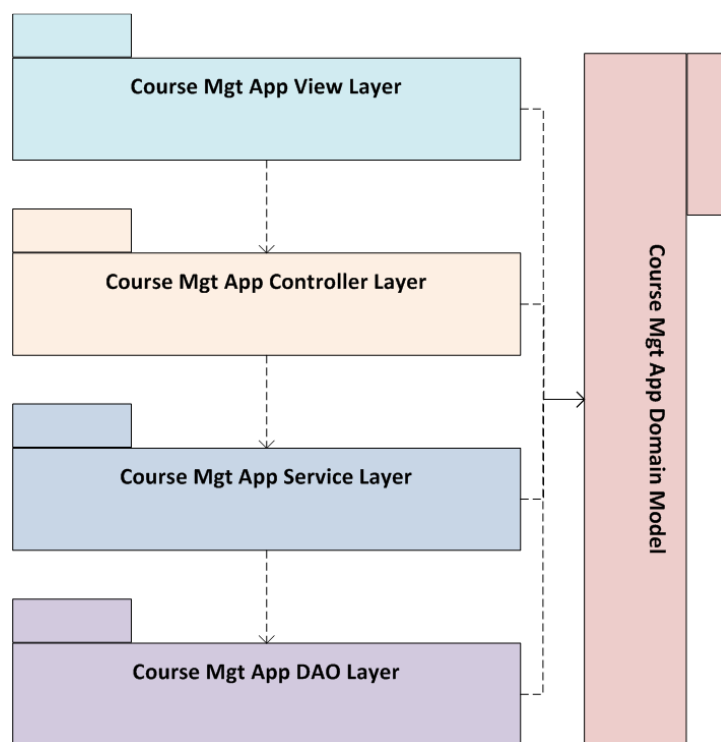 Course Mgt App View Layer
Course Mgt App Controller Layer
Course Mgt App Service Layer
Course Mgt App DAO Layer
Course Mgt App Domain Model